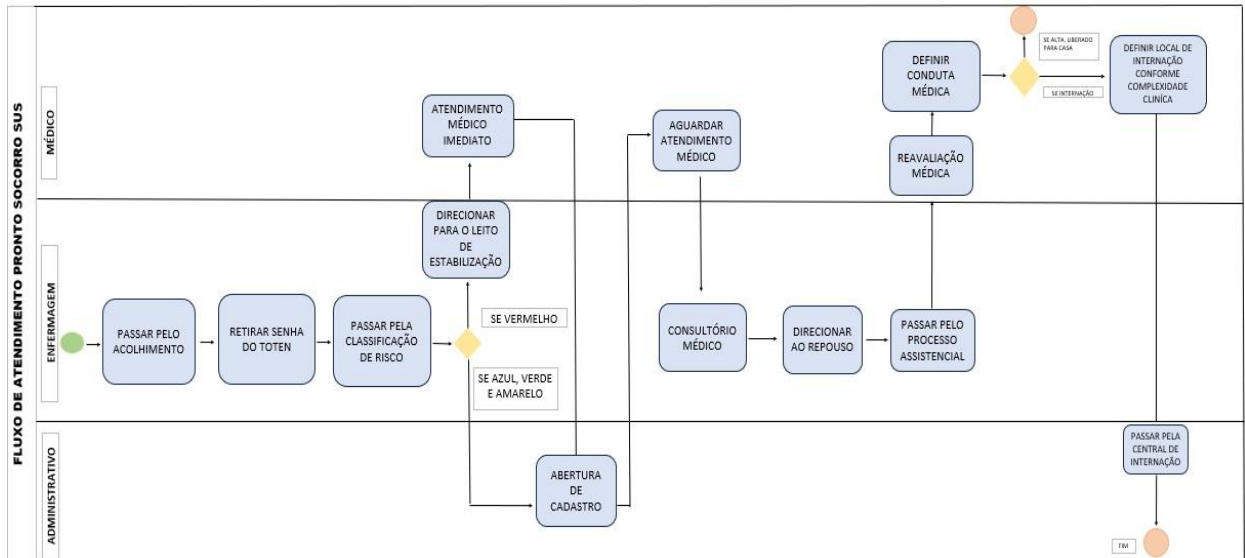 FLUXO DE ATENDIMENTO PRONTO SOCORRO SUS
MÉDICO
ATENDIMENTO
MÉDICO
IMEDIATO
AGUARDAR
ATENDIMENTO
MÉDICO
DEFINIR
CONDUTA
MÉDICA
REAVALIAÇÃO
MÉDICA
SE ALTA, LIBERADO
PARA CASA
SE INTERNAÇÃO
DEFINIR LOCAL DE
INTERNAÇÃO
CONFORME
COMPLEXIDADE
CLINÍCA
ENFERMAGEM
PASSAR PELO
ACOLHIMENTO
RETIRAR SENHA
DO TOTEN
PASSAR PELA
CLASSIFICAÇÃO
DE RISCO
DIRECIONAR
PARA O LEITO
DE
ESTABILIZAÇÃO
SE VERMELHO
SE AZUL, VERDE
E AMARELO
CONSULTÓRIO
MÉDICO
DIRECIONAR
AO REPOUSO
PASSAR PELO
PROCESSO
ASSISTENCIAL
ADMINISTRATIVO
ABERTURA
DE
CADASTRO
PASSAR PELA
CENTRAL DE
INTERNAÇÃO
FIM